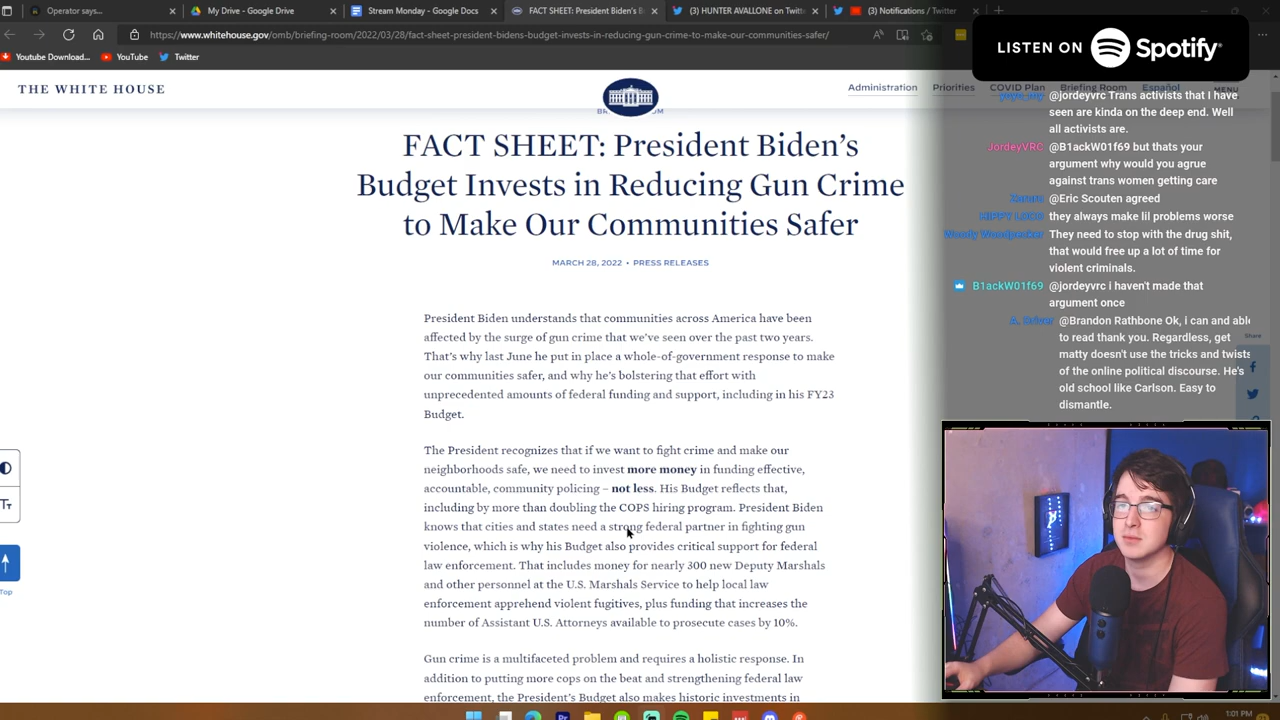 Operator says...
My Drive - Google Drive
Stream Monday - Google Docs
FACT SHEET: President Biden's B
(3) HUNTER AVALLONE on Twitt
(3) Notifications / Twitter
https://www.whitehouse.gov/omb/briefing-room/2022/03/28/fact-sheet-president-bidens-budget-invests-in-reducing-gun-crime-to-make-our-communities-safer/
Youtube Download...
YouTube
Twitter
LISTEN ON Spotify
THE WHITE HOUSE
Administration
Priorities
COVID Plan
Briefing Room
Español
MENU
FACT SHEET: President Biden's
Budget Invests in Reducing Gun Crime
to Make Our Communities Safer
MARCH 28, 2022 • PRESS RELEASES
President Biden understands that communities across America have been
affected by the surge of gun crime that we've seen over the past two years.
That's why last June he put in place a whole-of-government response to make
our communities safer, and why he's bolstering that effort with
unprecedented amounts of federal funding and support, including in his FY23
Budget.
The President recognizes that if we want to fight crime and make our
neighborhoods safe, we need to invest more money in funding effective,
accountable, community policing – not less. His Budget reflects that,
including by more than doubling the COPS hiring program. President Biden
knows that cities and states need a strong federal partner in fighting gun
violence, which is why his Budget also provides critical support for federal
law enforcement. That includes money for nearly 300 new Deputy Marshals
and other personnel at the U.S. Marshals Service to help local law
enforcement apprehend violent fugitives, plus funding that increases the
number of Assistant U.S. Attorneys available to prosecute cases by 10%.
Gun crime is a multifaceted problem and requires a holistic response. In
addition to putting more cops on the beat and strengthening federal law
enforcement, the President's Budget also makes historic investments in
Tт
Top
Share
@jordeyvrc Trans activists that I have
seen are kinda on the deep end. Well
all activists are.
JordeyVRC @B1ackW01f69 but thats your
argument why would you agrue
against trans women getting care
@Eric Scouten agreed
they always make lil problems worse
Woody Woodpecker They need to stop with the drug shit,
that would free up a lot of time for
violent criminals.
B1ackW01f69 @jordeyvrc i haven't made that
argument once
A. Driver @Brandon Rathbone Ok, i can and able
to read thank you. Regardless, get
matty doesn't use the tricks and twists
of the online political discourse. He's
old school like Carlson. Easy to
dismantle.
1:01 PM